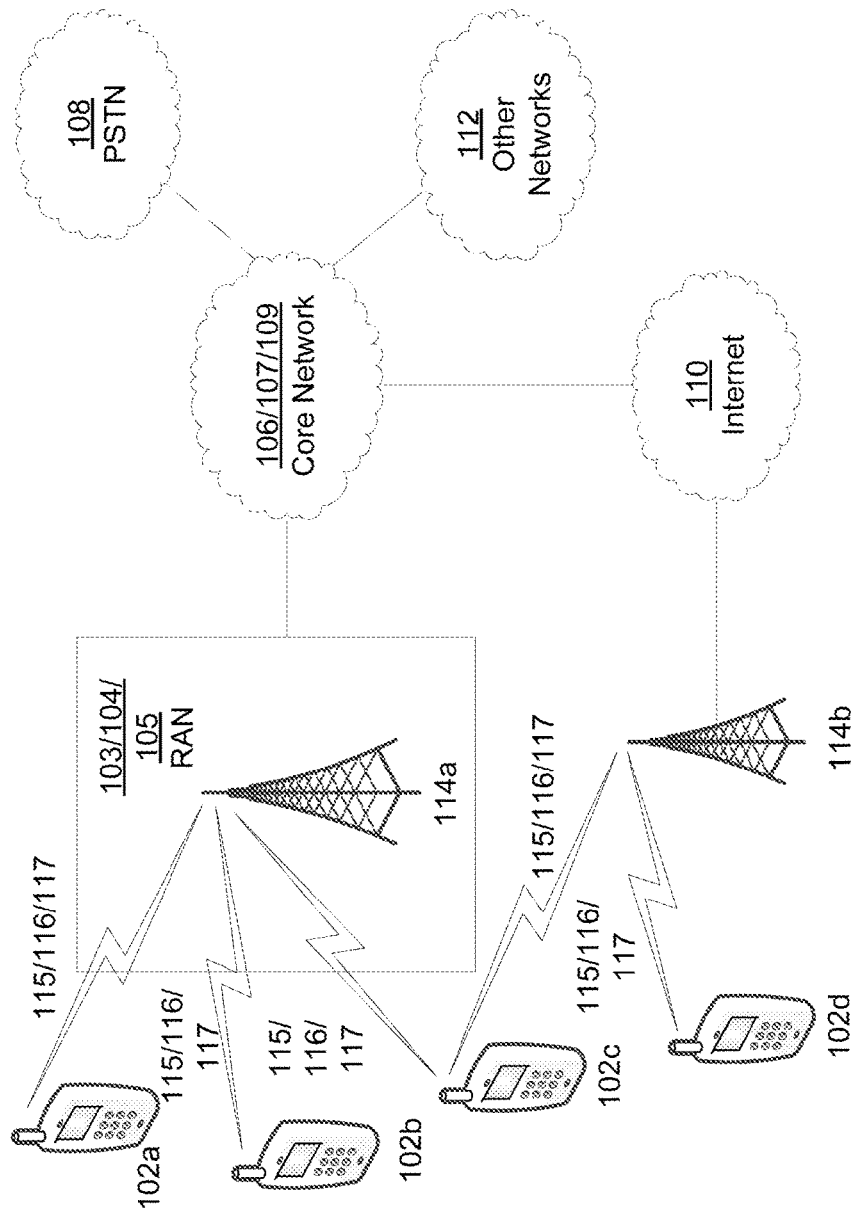 115/116/117
103/104/
105
RAN
106/107/109
Core Network
108
PSTN
112
Other
Networks
110
Internet
102a
115/116/
117
114a
102b
115/
116/
117
102c
115/116/117
115/116/
117
114b
102d